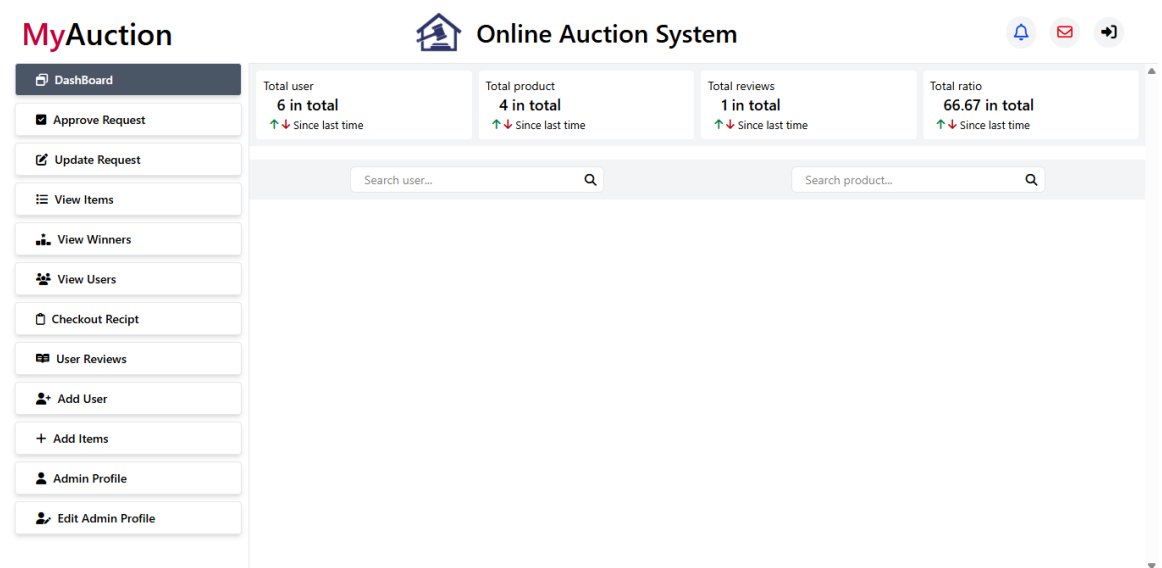 MyAuction
Online Auction System
DashBoard
Approve Request
Update Request
View Items
View Winners
View Users
Checkout Recipt
User Reviews
Add User
Add Items
Admin Profile
Edit Admin Profile
Total user
6 in total
Since last time
Total product
4 in total
Since last time
Total reviews
1 in total
Since last time
Total ratio
66.67 in total
Since last time
Search user...
Search product...